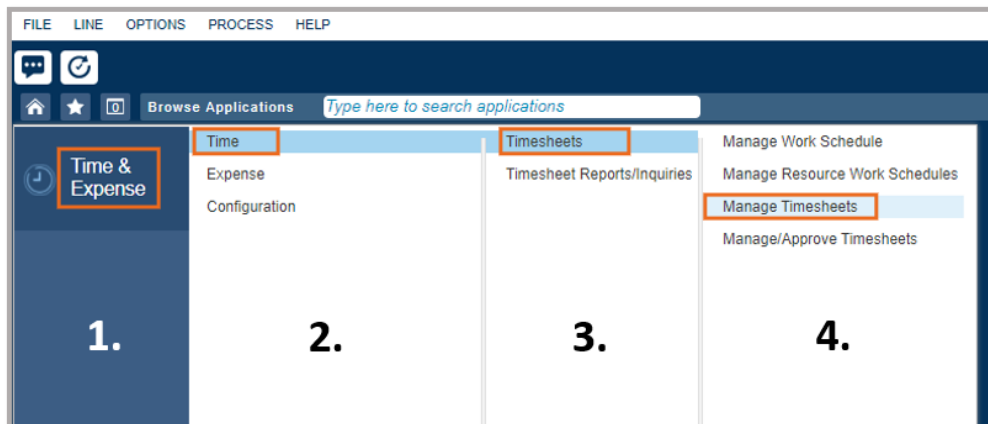 FILE LINE OPTIONS PROCESS HELP
0 Browse Applications Type here to search applications
Time &
Expense
Time
Expense
Configuration
Timesheets
Timesheet Reports/Inquiries
Manage Work Schedule
Manage Resource Work Schedules
Manage Timesheets
Manage/Approve Timesheets
1. 2. 3. 4.